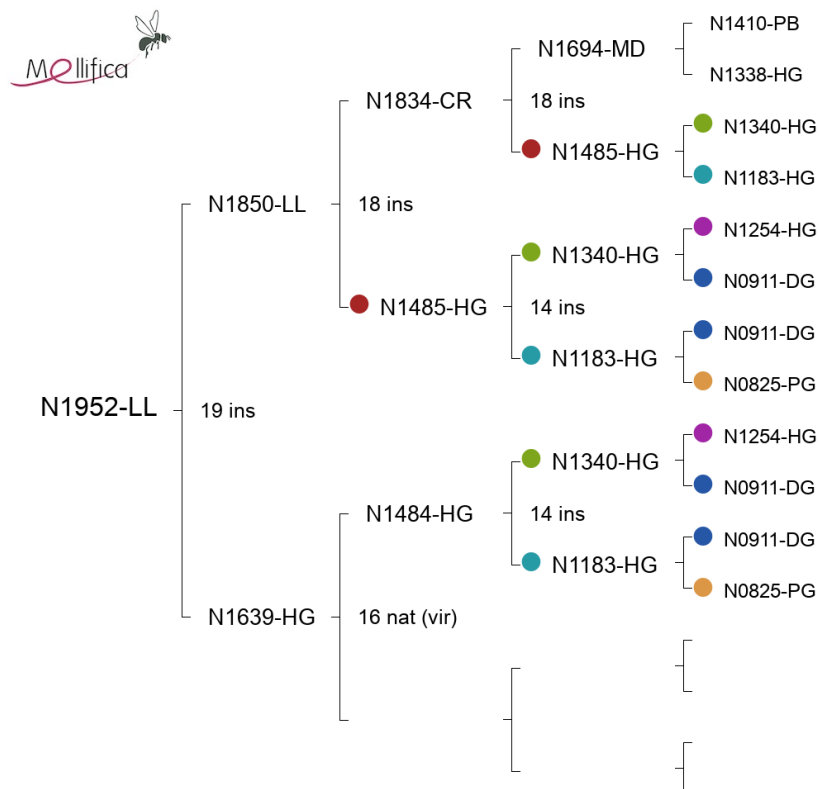 Mellifica
N1410-PB
N1694-MD
N1338-HG
N1834-CR
18 ins
N1340-HG
N1485-HG
N1183-HG
N1850-LL
18 ins
N1254-HG
N1340-HG
N0911-DG
N1485-HG
14 ins
N0911-DG
N1183-HG
N0825-PG
N1952-LL
19 ins
N1254-HG
N1340-HG
N0911-DG
N1484-HG
14 ins
N0911-DG
N1183-HG
N0825-PG
N1639-HG
16 nat (vir)